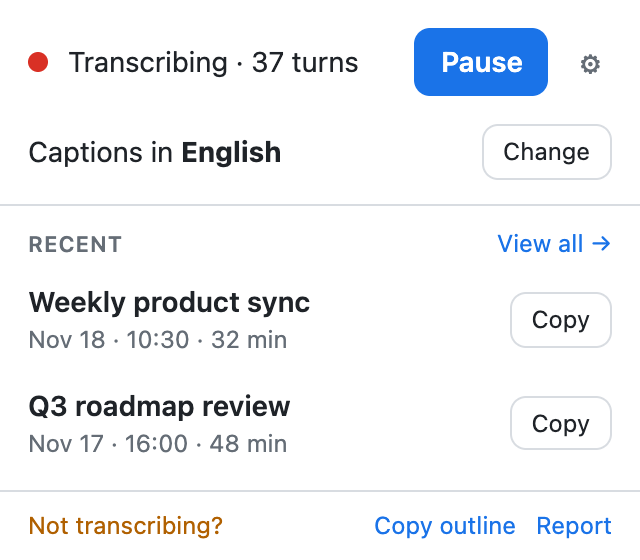 Transcribing · 37 turns Pause
Captions in English Change
RECENT View all →
Weekly product sync
Nov 18 · 10:30 · 32 min Copy
Q3 roadmap review
Nov 17 · 16:00 · 48 min Copy
Not transcribing? Copy outline Report